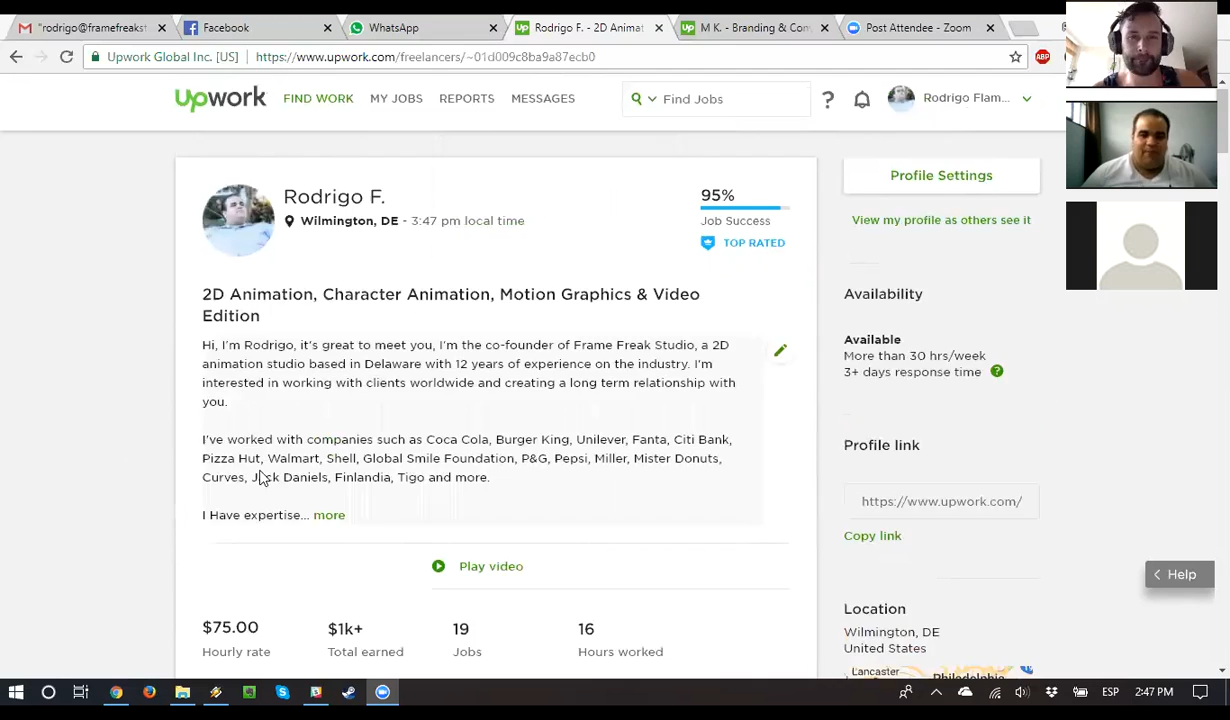 "rodrigo@framefreakst
Facebook
WhatsApp
Rodrigo F. - 2D Animat
M K. - Branding & Con
Post Attendee - Zoom
Upwork Global Inc. [US]
https://www.upwork.com/freelancers/~01d009c8ba9a87ecb0
ABP
upwork
FIND WORK
MY JOBS
REPORTS
MESSAGES
Find Jobs
?
Rodrigo Flam...
Rodrigo F.
Wilmington, DE - 3:47 pm local time
95%
Job Success
TOP RATED
2D Animation, Character Animation, Motion Graphics & Video
Edition
Hi, I'm Rodrigo, it's great to meet you, I'm the co-founder of Frame Freak Studio, a 2D
animation studio based in Delaware with 12 years of experience on the industry. I'm
interested in working with clients worldwide and creating a long term relationship with
you.
I've worked with companies such as Coca Cola, Burger King, Unilever, Fanta, Citi Bank,
Pizza Hut, Walmart, Shell, Global Smile Foundation, P&G, Pepsi, Miller, Mister Donuts,
Curves, Jack Daniels, Finlandia, Tigo and more.
I Have expertise... more
Play video
$75.00
Hourly rate
$1k+
Total earned
19
Jobs
16
Hours worked
Profile Settings
View my profile as others see it
Availability
Available
More than 30 hrs/week
3+ days response time ?
Profile link
https://www.upwork.com/
Copy link
Help
Location
Wilmington, DE
United States
Lancaster
Philadelphia
ESP
2:47 PM